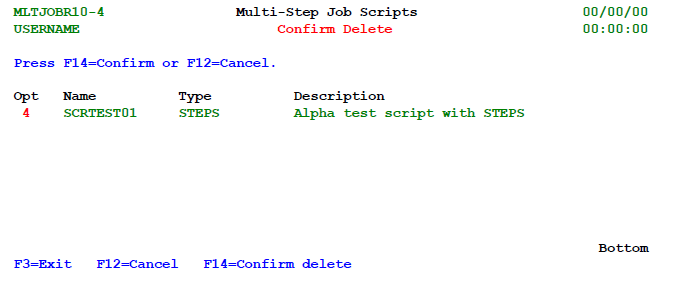 MLTJOBR10-4 Multi-Step Job Scripts 00/00/00
USERNAME Confirm Delete 00:00:00
Press F14=Confirm or F12=Cancel.
Opt Name Type Description
4 SCRTEST01 STEPS Alpha test script with STEPS
Bottom
F3=Exit F12=Cancel F14=Confirm delete